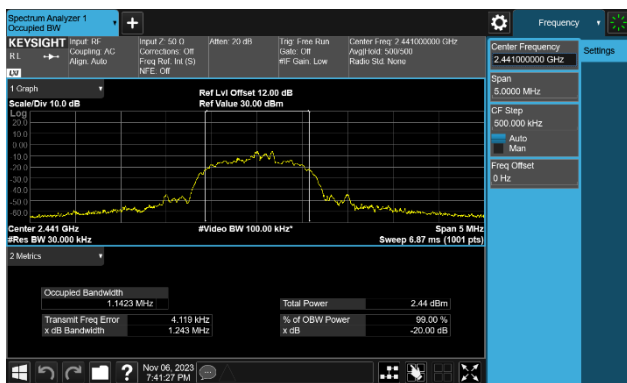 Spectrum Analyzer 1
Occupied BW
Frequency
KEYSIGHT
R L
LXI
Input: RF
Coupling: AC
Align: Auto
Input Z: 50 Ω
Corrections: Off
Freq Ref: Int (S)
NFE: Off
Atten: 20 dB
Trig: Free Run
Gate: Off
#IF Gain: Low
Center Freq: 2.441000000 GHz
Avg|Hold: 500/500
Radio Std: None
Center Frequency
2.441000000 GHz
Settings
Span
5.0000 MHz
CF Step
500.000 kHz
Auto
Man
Freq Offset
0 Hz
1 Graph
Scale/Div 10.0 dB
Ref Lvl Offset 12.00 dB
Ref Value 30.00 dBm
Log
20.0
10.0
0.00
-10.0
-20.0
-30.0
-40.0
-50.0
-60.0
Center 2.441 GHz
#Res BW 30.000 kHz
#Video BW 100.00 kHz*
Span 5 MHz
Sweep 6.87 ms (1001 pts)
2 Metrics
Occupied Bandwidth
1.1423 MHz
Total Power 2.44 dBm
Transmit Freq Error 4.119 kHz
% of OBW Power 99.00 %
x dB Bandwidth 1.243 MHz
x dB -20.00 dB
?
Nov 06, 2023
7:41:27 PM